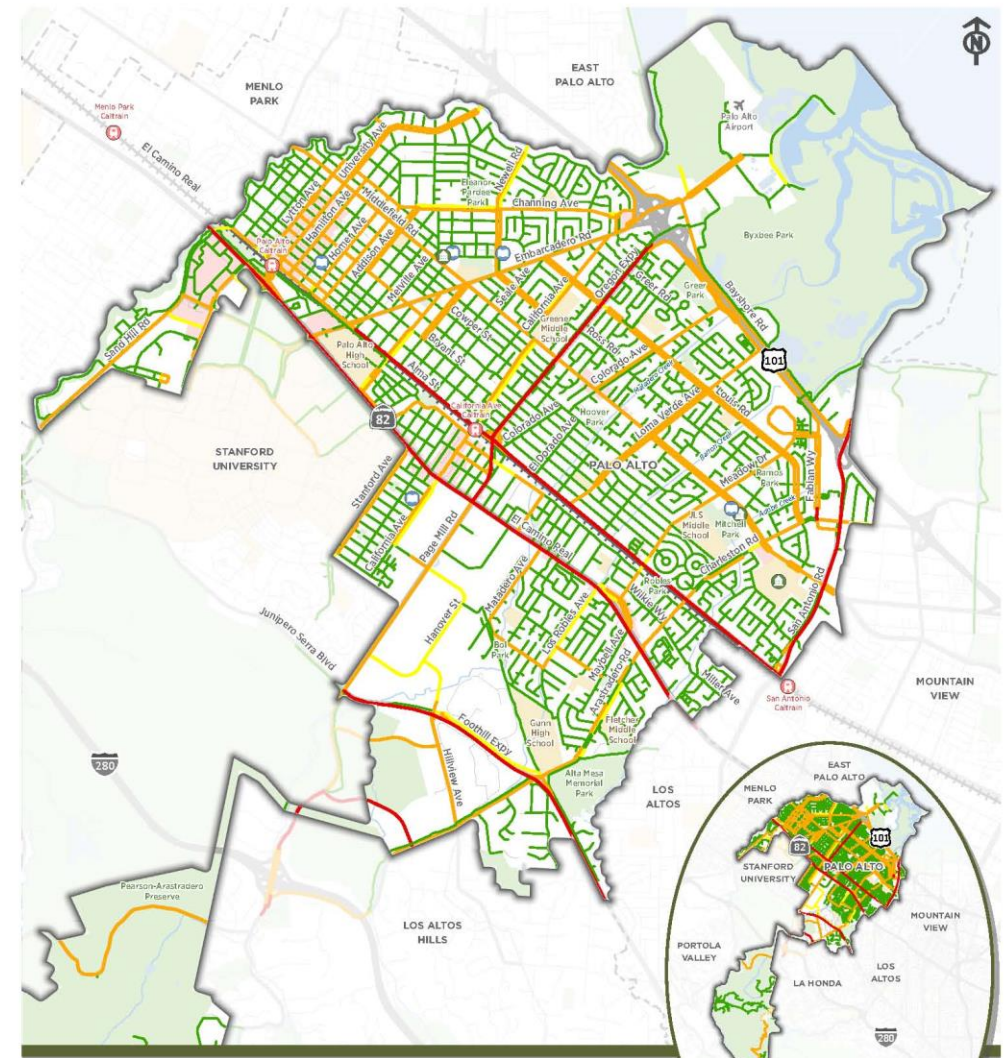 N
MENLO
PARK
EAST
PALO ALTO
Menlo Park
Caltrain
El Camino Real
Palo Alto
Airport
University Ave
Lytton Ave
Hamilton Ave
Homer Ave
Addison Ave
Middlefield Rd
Melville Ave
Eleanor
Pardee
Park
Newell Rd
Channing Ave
Embarcadero Rd
Byxbee Park
Palo Alto
Caltrain
Seale Ave
California Ave
Oregon Expy
Greer Rd
Greer
Park
Bayshore Rd
Sand Hill Rd
Palo Alto
High
School
Cowper St
Bryant St
Greene
Middle
School
Ross Rd
Colorado Ave
Matadero Creek
101
Alma St
82
California Ave
Caltrain
Colorado Ave
El Dorado Ave
Hoover
Park
Loma Verde Ave
Louis Rd
Barron Creek
STANFORD
UNIVERSITY
Stanford Ave
California Ave
PALO ALTO
Meadow Dr
Ramos
Park
Fabian Wy
Adobe Creek
Page Mill Rd
El Camino Real
JLS
Middle
School
Mitchell
Park
Charleston Rd
Hanover St
Matadero Ave
Los Robles Ave
Robles
Park
Wilkie Wy
San Antonio Rd
Junipero Serra Blvd
Bol
Park
Maybell Ave
Arastradero Rd
Miller Ave
San Antonio
Caltrain
MOUNTAIN
VIEW
Foothill Expy
Gunn
High
School
Fletcher
Middle
School
280
Hillview Ave
Alta Mesa
Memorial
Park
LOS
ALTOS
Pearson-Arastradero
Preserve
LOS ALTOS
HILLS
EAST
PALO ALTO
MENLO
PARK
101
82
STANFORD
UNIVERSITY
PALO ALTO
MOUNTAIN
VIEW
PORTOLA
VALLEY
LOS
ALTOS
LA HONDA
280